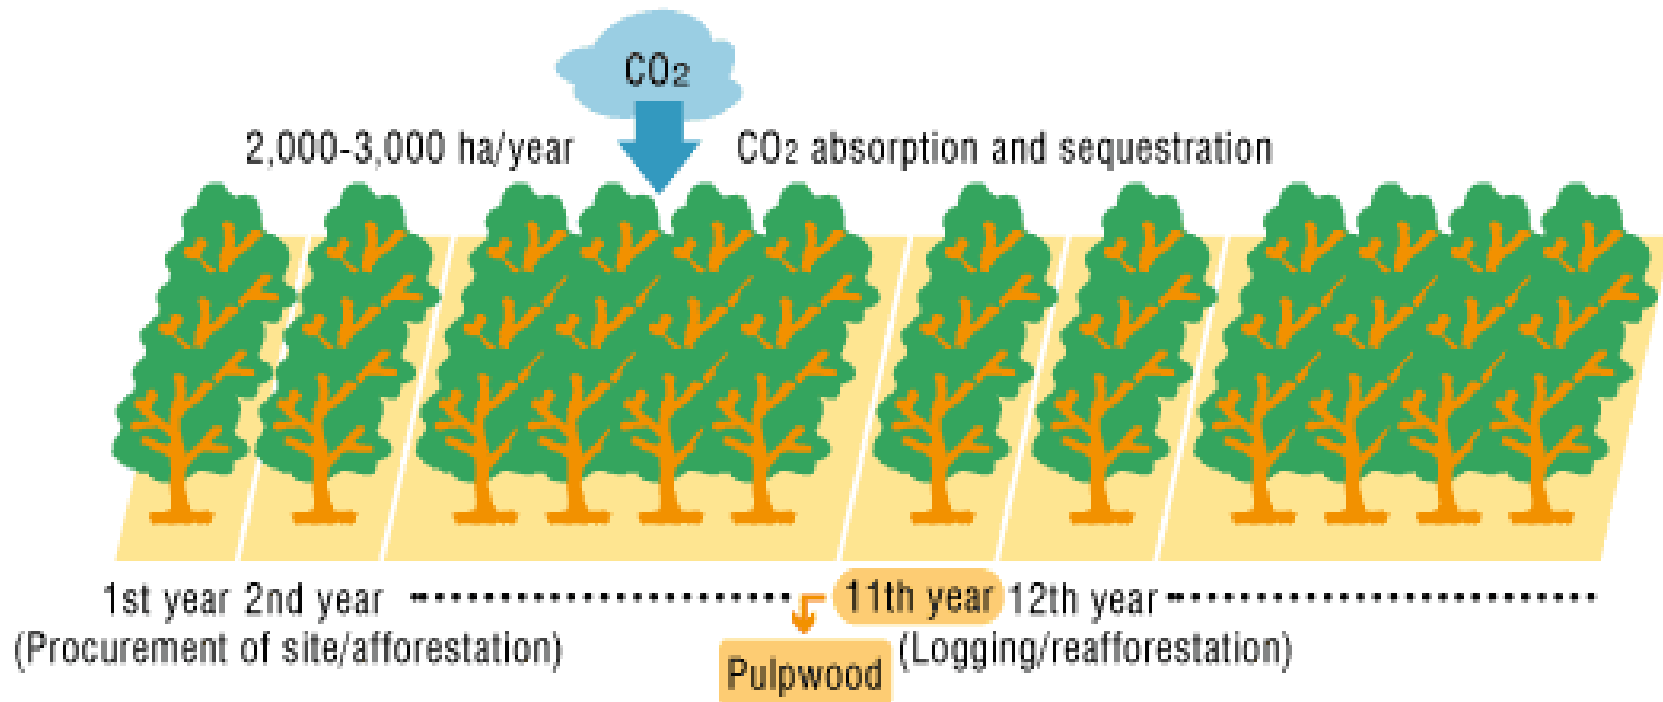 CO₂
2,000-3,000 ha/year
CO₂ absorption and sequestration
1st year 2nd year 11th year 12th year
(Procurement of site/afforestation)
(Logging/reafforestation)
Pulpwood